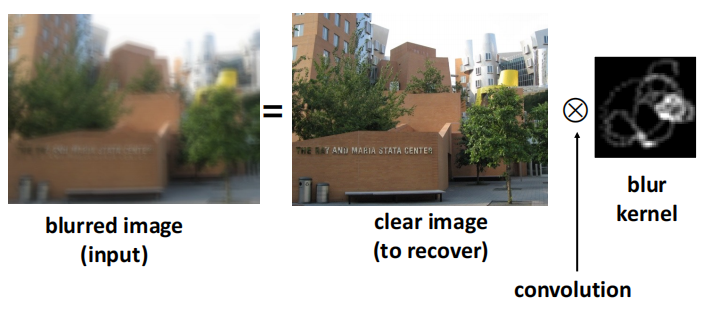 =
THE RAY AND MARIA STATA CENTER
⊗
blurred image
(input)
clear image
(to recover)
blur
kernel
convolution